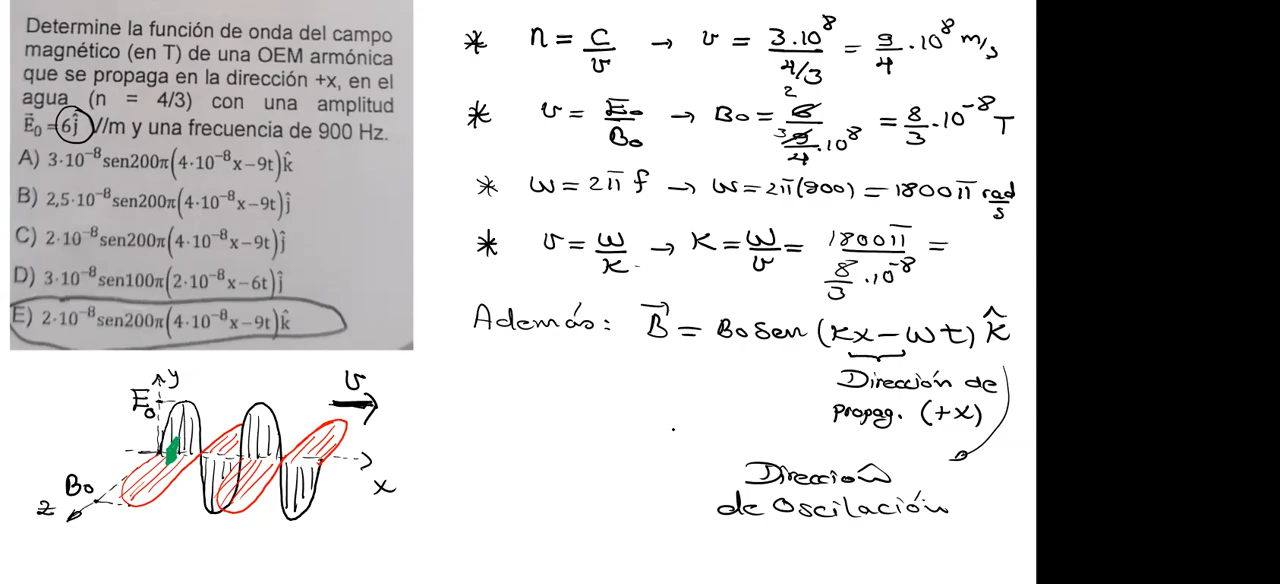 Determine la función de onda del campo
magnético (en T) de una OEM armónica
que se propaga en la dirección +x, en el
agua (n = 4/3) con una amplitud
E⃗₀ = 6ĵ V/m y una frecuencia de 900 Hz.
A) 3·10⁻⁸sen200π(4·10⁻⁸x−9t)k̂
B) 2,5·10⁻⁸sen200π(4·10⁻⁸x−9t)ĵ
C) 2·10⁻⁸sen200π(4·10⁻⁸x−9t)ĵ
D) 3·10⁻⁸sen100π(2·10⁻⁸x−6t)ĵ
E) 2·10⁻⁸sen200π(4·10⁻⁸x−9t)k̂
y
E₀
v
B₀
z
x
* n = c/v → v = 3·10⁸/(4/3) = 9/4 · 10⁸ m/s
* v = E₀/B₀ → B₀ = 6/(9/4 · 10⁸) 2 3 = 8/3 · 10⁻⁸ T
* ω = 2π f → ω = 2π(900) = 1800π rad/s
* v = ω/k → k = ω/v = 1800π/(8/3 · 10⁻⁸) =
Además: B⃗ = B₀ Sen (kx − ωt) k̂
Dirección de
propag. (+x)
Dirección
de Oscilación